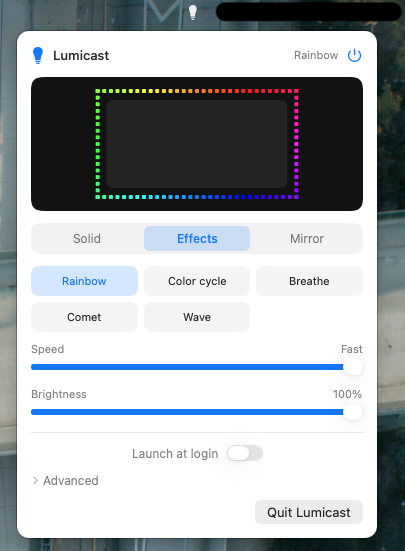 Lumicast
Rainbow
Solid
Effects
Mirror
Rainbow
Color cycle
Breathe
Comet
Wave
Speed
Fast
Brightness
100%
Launch at login
Advanced
Quit Lumicast